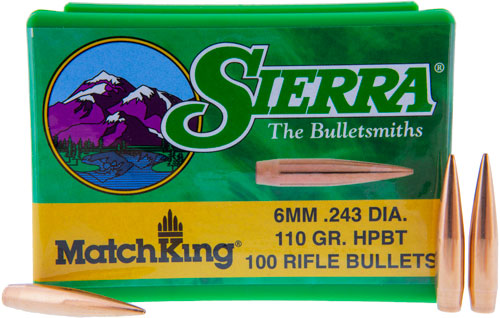 SIERRA®
The Bulletsmiths
6MM .243 DIA.
MatchKing® 110 GR. HPBT
100 RIFLE BULLETS